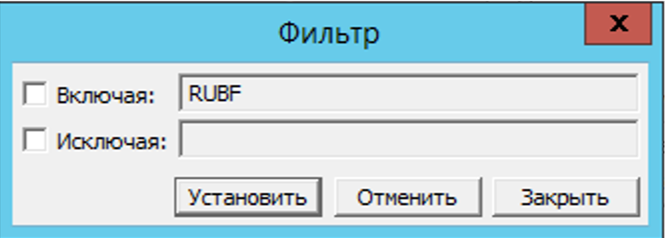 Фильтр
x
Включая: RUBF
Исключая:
Установить Отменить Закрыть